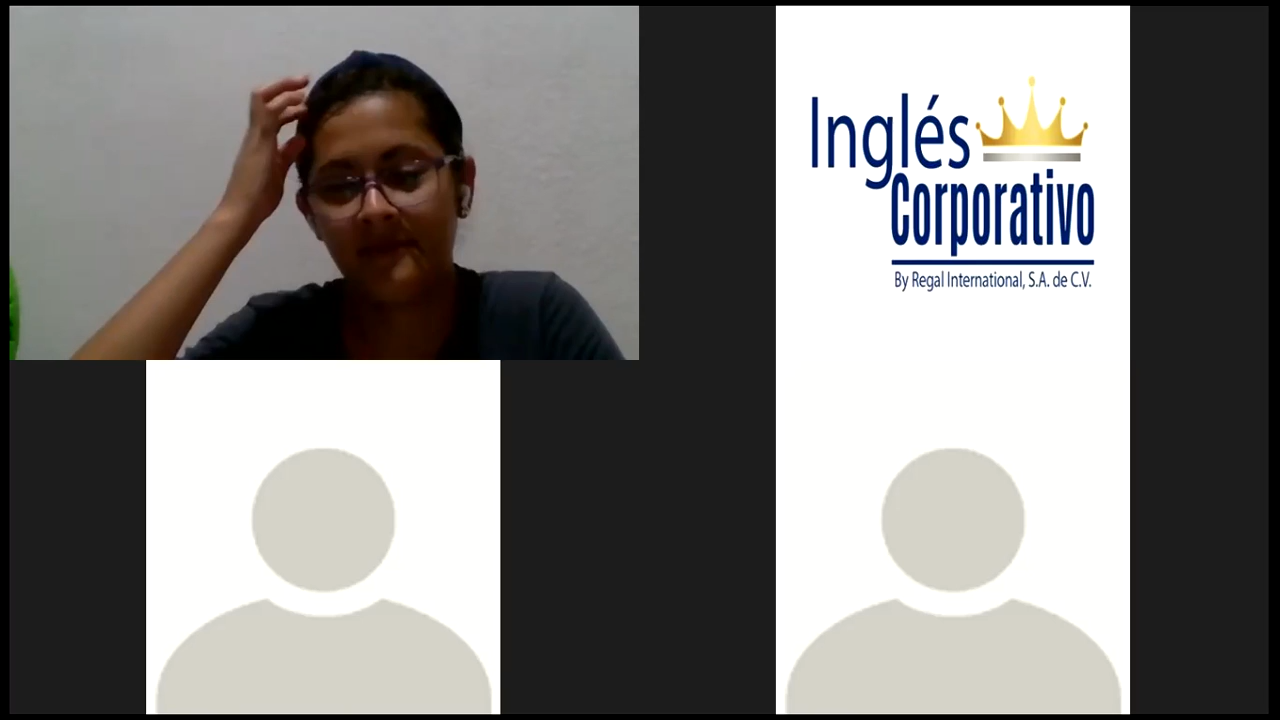 Inglés
Corporativo
By Regal International, S.A. de C.V.